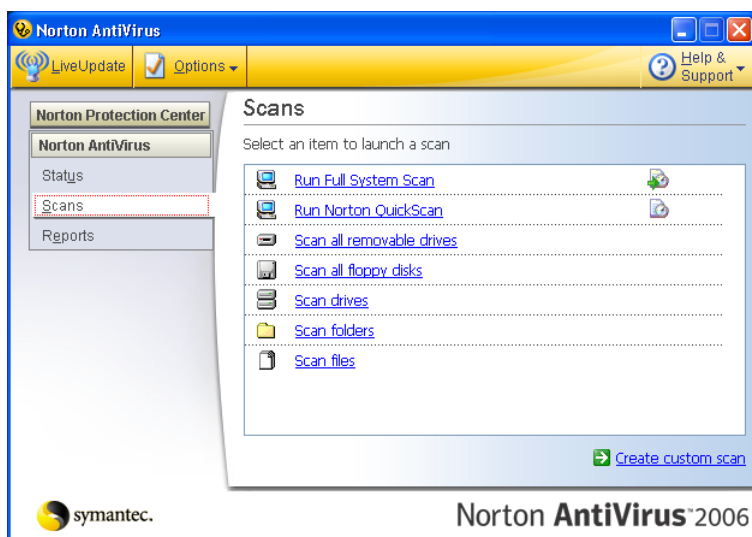 Norton AntiVirus
LiveUpdate
Options
Help &
Support
Norton Protection Center
Norton AntiVirus
Status
Scans
Reports
Scans
Select an item to launch a scan
Run Full System Scan
Run Norton QuickScan
Scan all removable drives
Scan all floppy disks
Scan drives
Scan folders
Scan files
Create custom scan
symantec.
Norton AntiVirus™2006